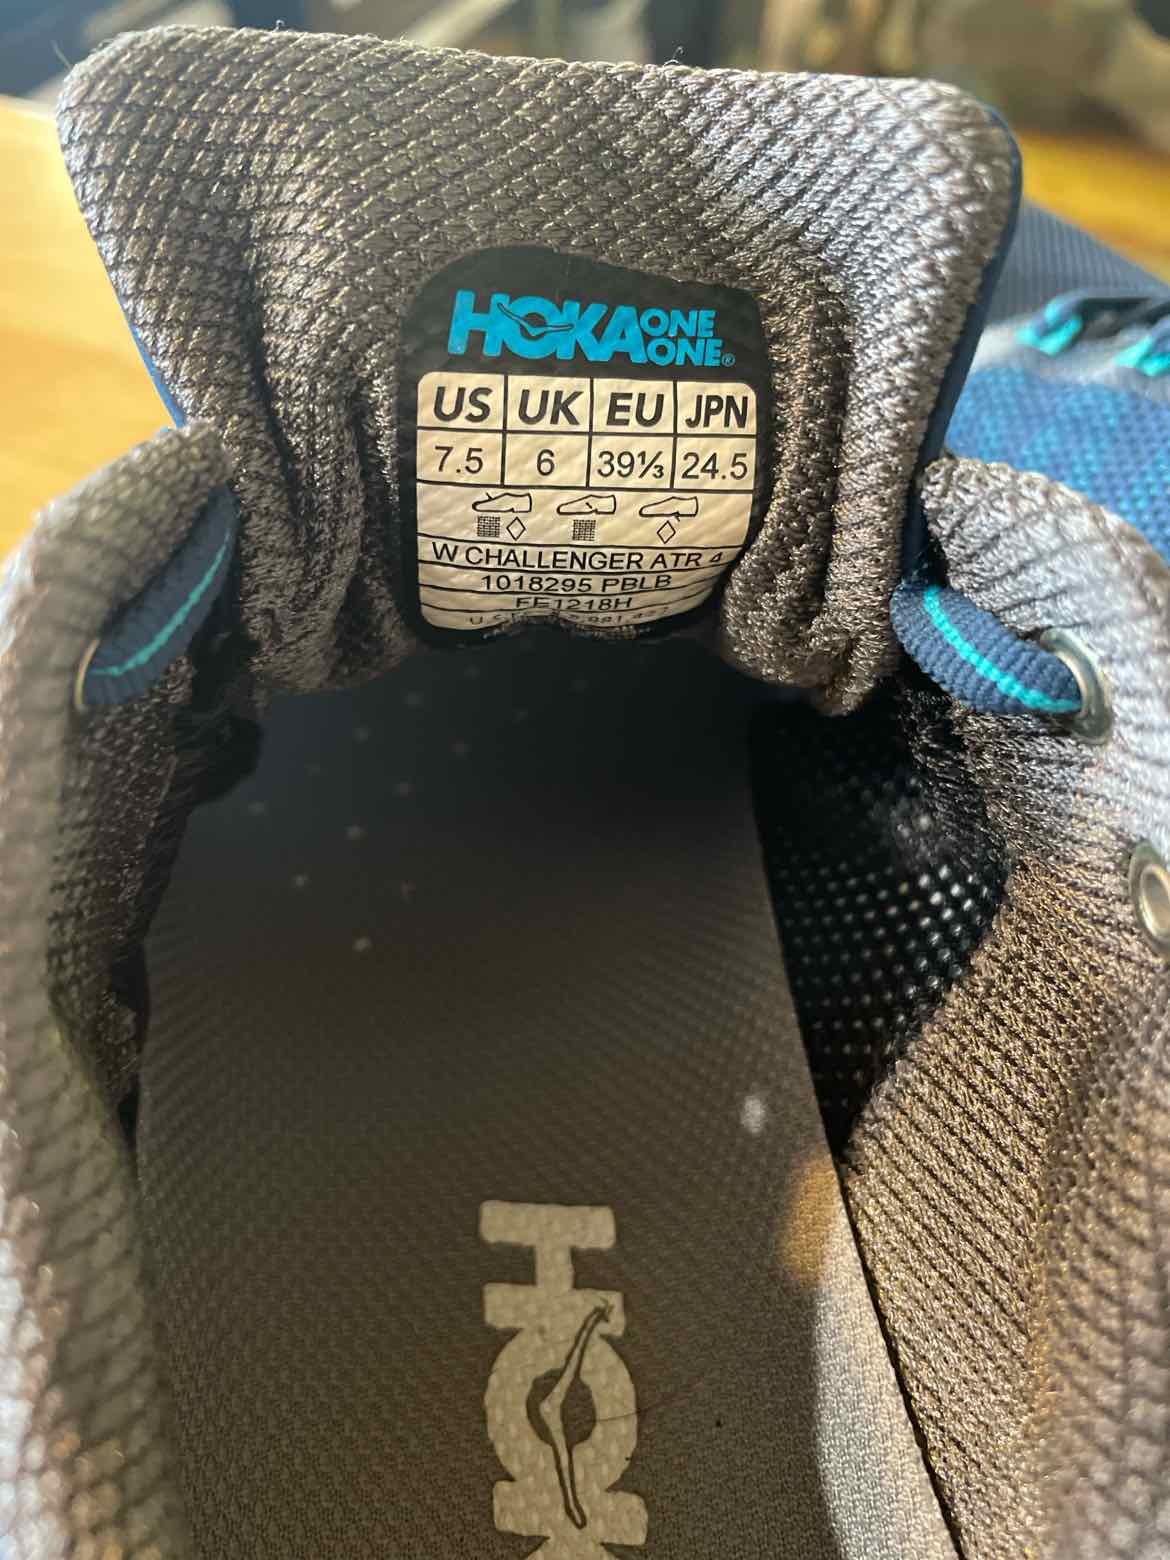 HOKA ONE ONE®
US UK EU JPN
7.5 6 39⅓ 24.5
W CHALLENGER ATR 4
1018295 PBLB
FE1218H
HO